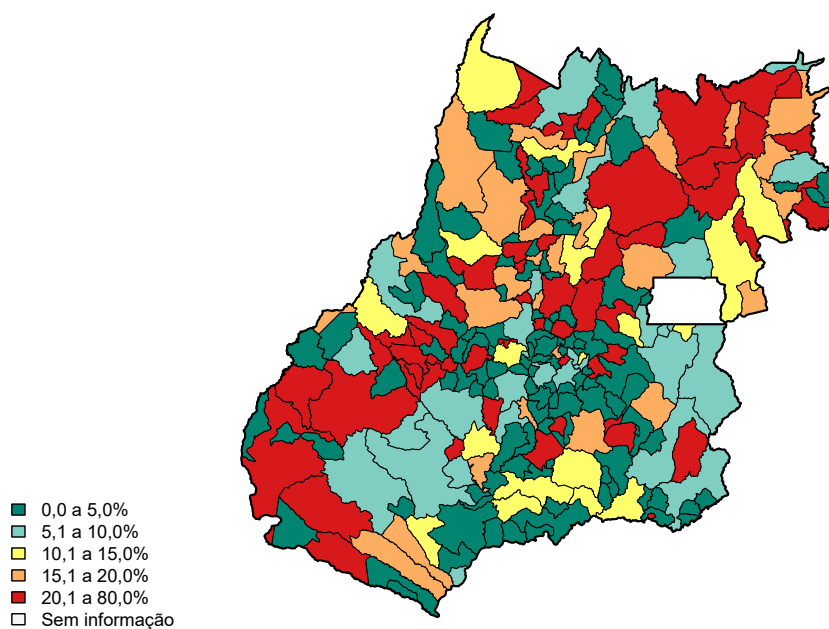 0,0 a 5,0%
5,1 a 10,0%
10,1 a 15,0%
15,1 a 20,0%
20,1 a 80,0%
Sem informação